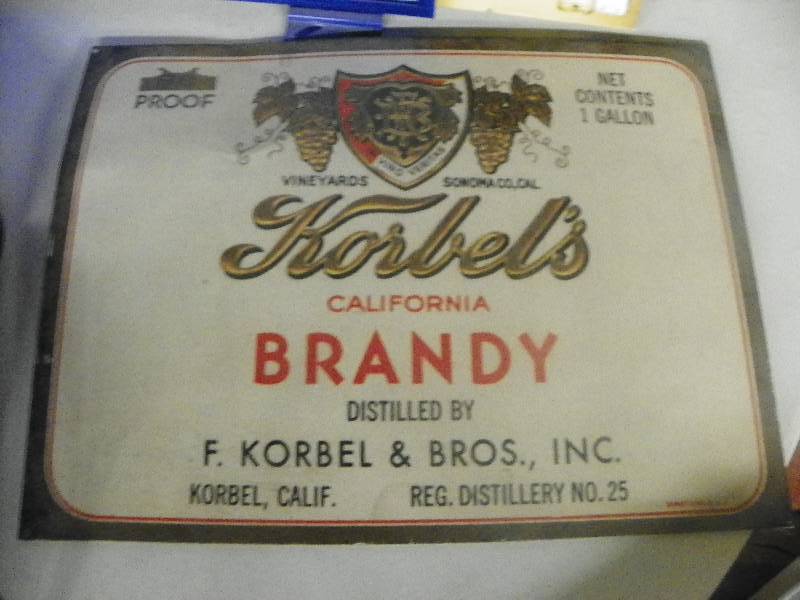 PROOF
NET
CONTENTS
1 GALLON
VINO VERITAS
VINEYARDS
SONOMA CO., CAL.
Korbel's
CALIFORNIA
BRANDY
DISTILLED BY
F. KORBEL & BROS., INC.
KORBEL, CALIF.
REG. DISTILLERY NO. 25